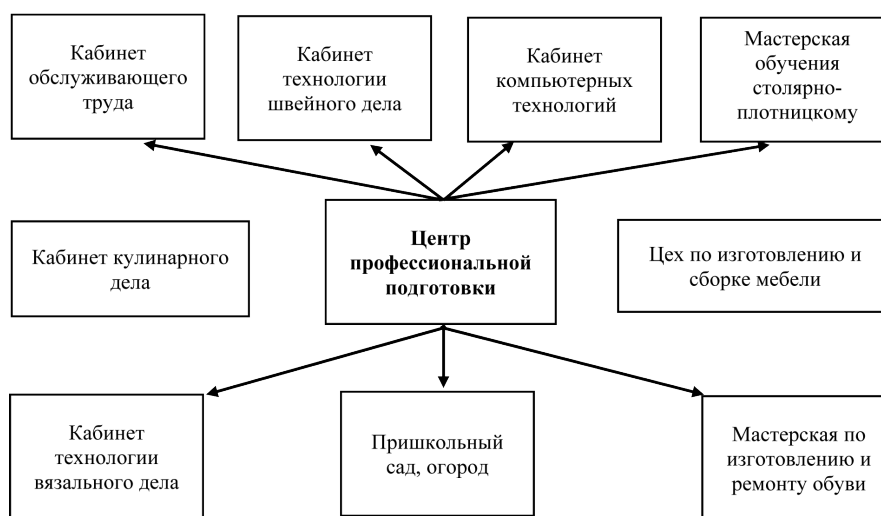 Кабинет
обслуживающего
труда
Кабинет
технологии
швейного дела
Кабинет
компьютерных
технологий
Мастерская
обучения
столярно-
плотницкому
Кабинет кулинарного
дела
Центр
профессиональной
подготовки
Цех по изготовлению и
сборке мебели
Кабинет
технологии
вязального дела
Пришкольный
сад, огород
Мастерская по
изготовлению и
ремонту обуви